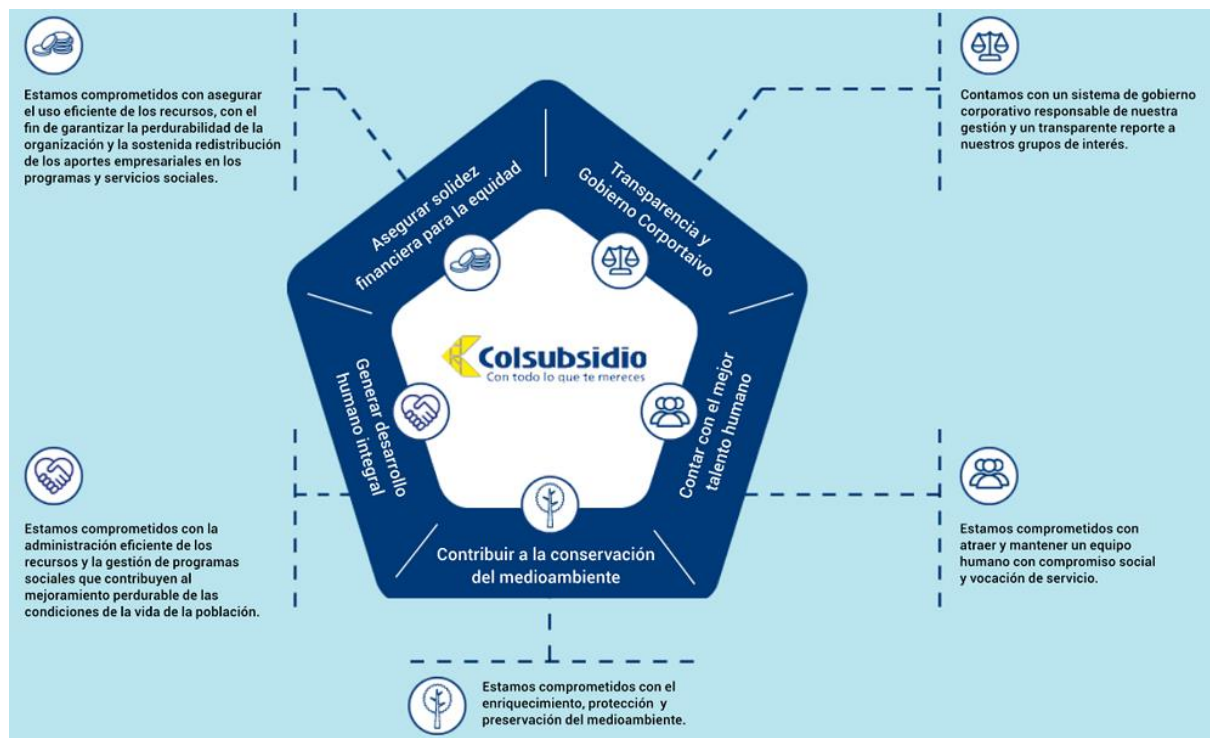 Estamos comprometidos con asegurar
el uso eficiente de los recursos, con el
fin de garantizar la perdurabilidad de la
organización y la sostenida redistribución
de los aportes empresariales en los
programas y servicios sociales.
Contamos con un sistema de gobierno
corporativo responsable de nuestra
gestión y un transparente reporte a
nuestros grupos de interés.
Asegurar solidez
financiera para la equidad
Transparencia y
Gobierno Corportaivo
Colsubsidio
Con todo lo que te mereces
Generar desarrollo
humano integral
Contar con el mejor
talento humano
Contribuir a la conservación
del medioambiente
Estamos comprometidos con la
administración eficiente de los
recursos y la gestión de programas
sociales que contribuyen al
mejoramiento perdurable de las
condiciones de la vida de la población.
Estamos comprometidos con
atraer y mantener un equipo
humano con compromiso social
y vocación de servicio.
Estamos comprometidos con el
enriquecimiento, protección y
preservación del medioambiente.